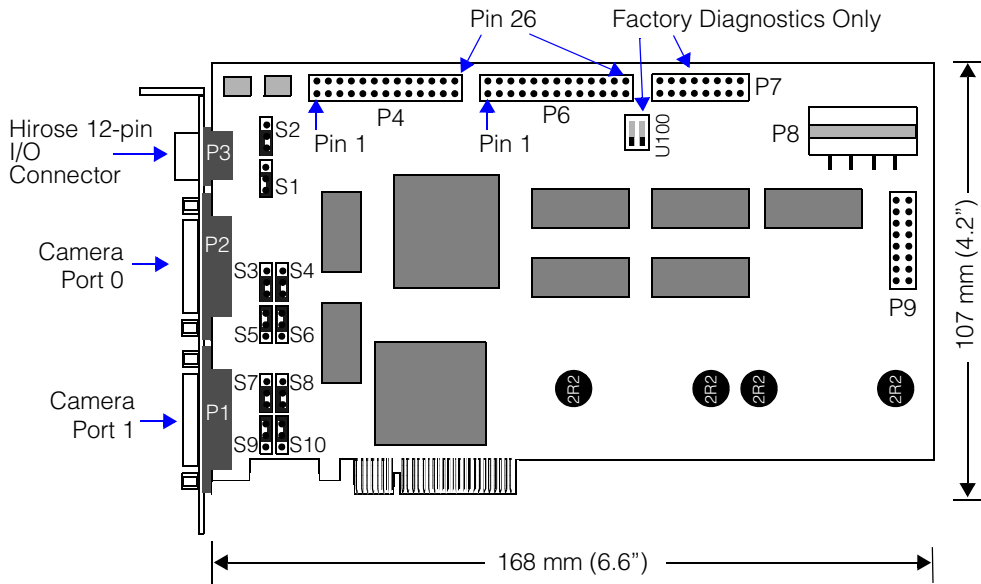 Pin 26
Factory Diagnostics Only
P4
P6
P7
Pin 1
Pin 1
U100
P8
Hirose 12-pin
I/O
Connector
P3
S2
S1
Camera
Port 0
P2
S3
S4
S5
S6
P9
107 mm (4.2”)
Camera
Port 1
P1
S7
S8
S9
S10
2R2
2R2
2R2
2R2
168 mm (6.6”)